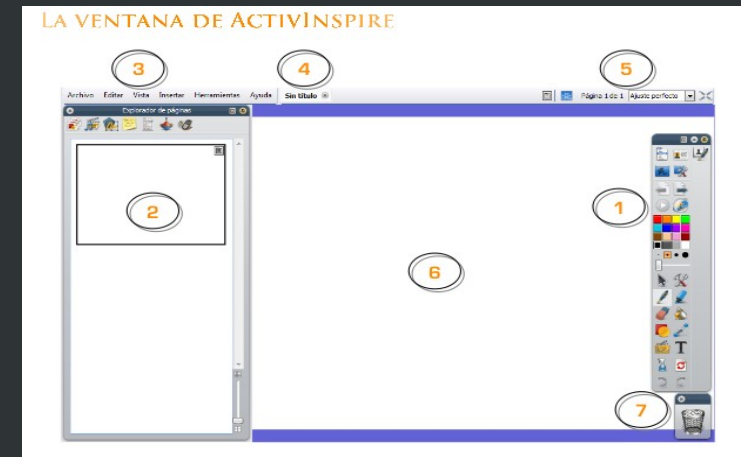 LA VENTANA DE ACTIVINSPIRE
3
4
5
Archivo Editar Vista Insertar Herramientas Ayuda Sin título
Página 1 de 1 Ajuste perfecto
Explorador de páginas
1
2
6
T
7